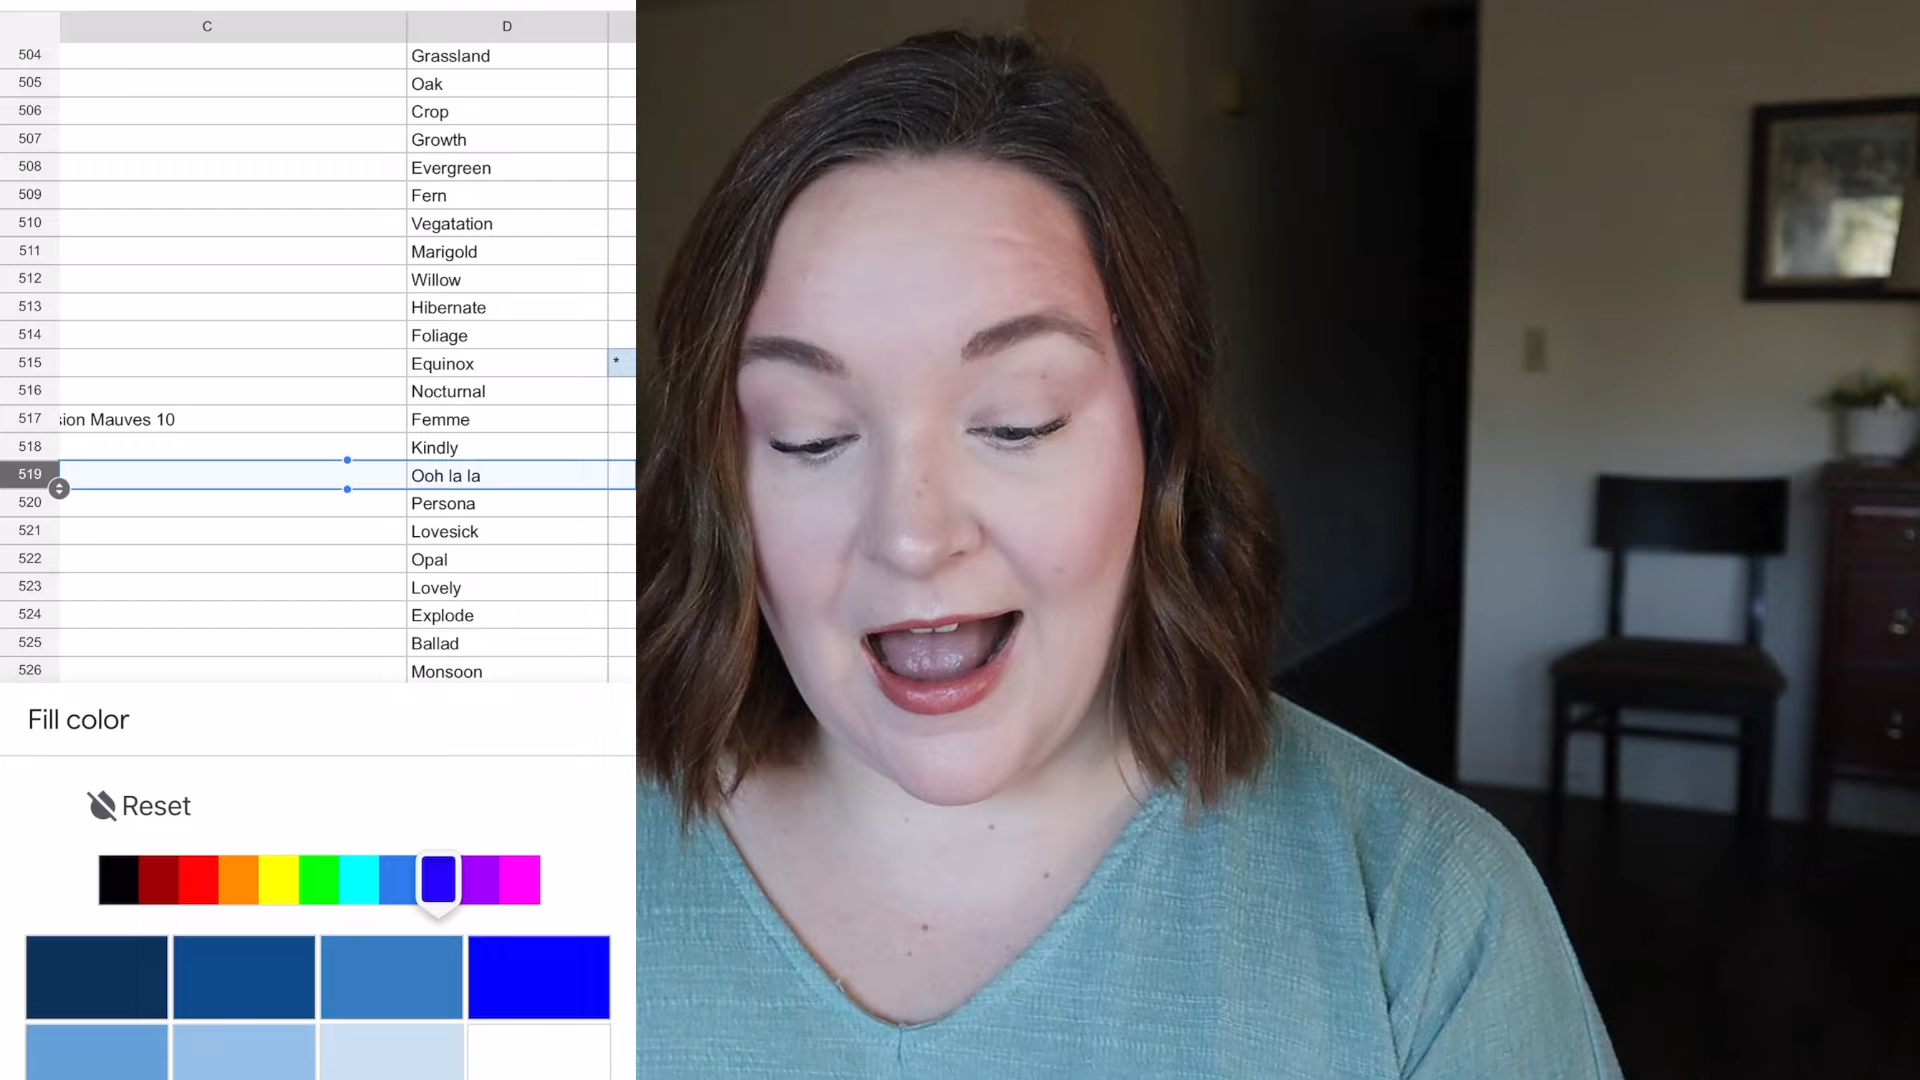 C D
504 Grassland
505 Oak
506 Crop
507 Growth
508 Evergreen
509 Fern
510 Vegatation
511 Marigold
512 Willow
513 Hibernate
514 Foliage
515 Equinox *
516 Nocturnal
517 sion Mauves 10 Femme
518 Kindly
519 Ooh la la
520 Persona
521 Lovesick
522 Opal
523 Lovely
524 Explode
525 Ballad
526 Monsoon
Fill color
Reset